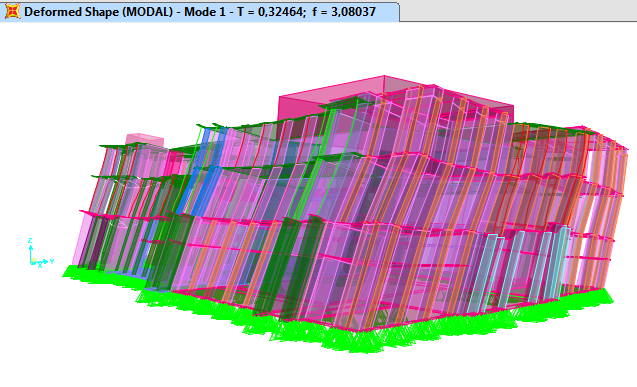 Deformed Shape (MODAL) - Mode 1 - T = 0,32464; f = 3,08037
Z
Y
X